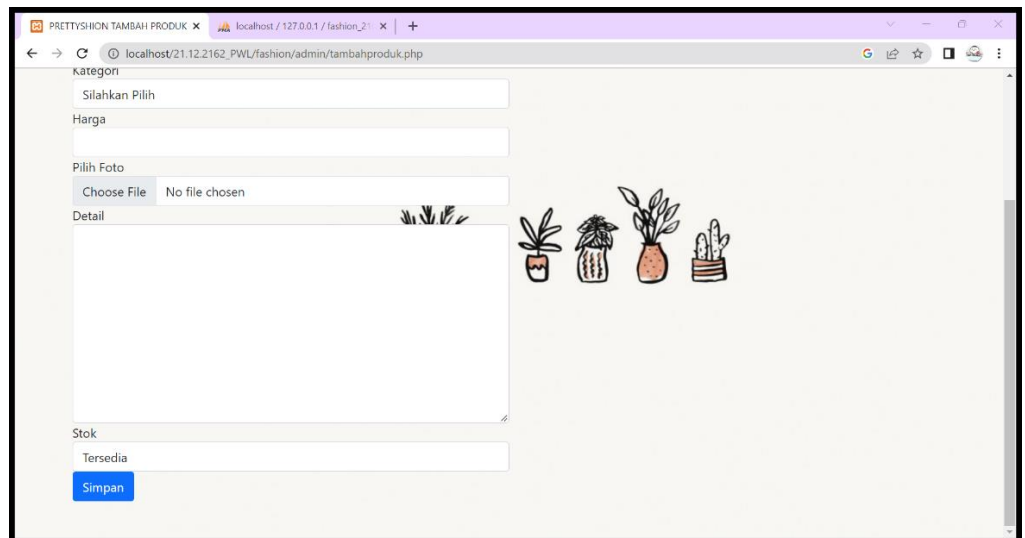 PRETTYSHION TAMBAH PRODUK
localhost / 127.0.0.1 / fashion_21
localhost/21.12.2162_PWL/fashion/admin/tambahproduk.php
Kategori
Silahkan Pilih
Harga
Pilih Foto
Choose File No file chosen
Detail
Stok
Tersedia
Simpan